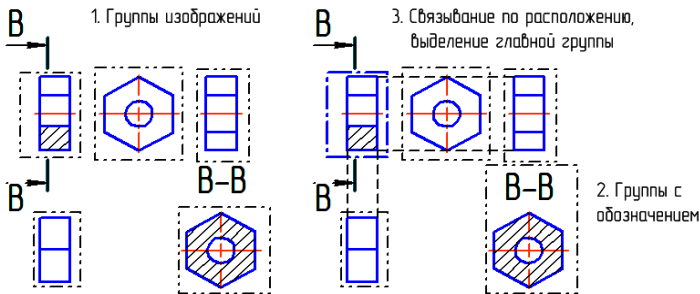 1. Группы изображений
3. Связывание по расположению,
выделение главной группы
В
В
В
В
В-В
В-В
2. Группы с
обозначением